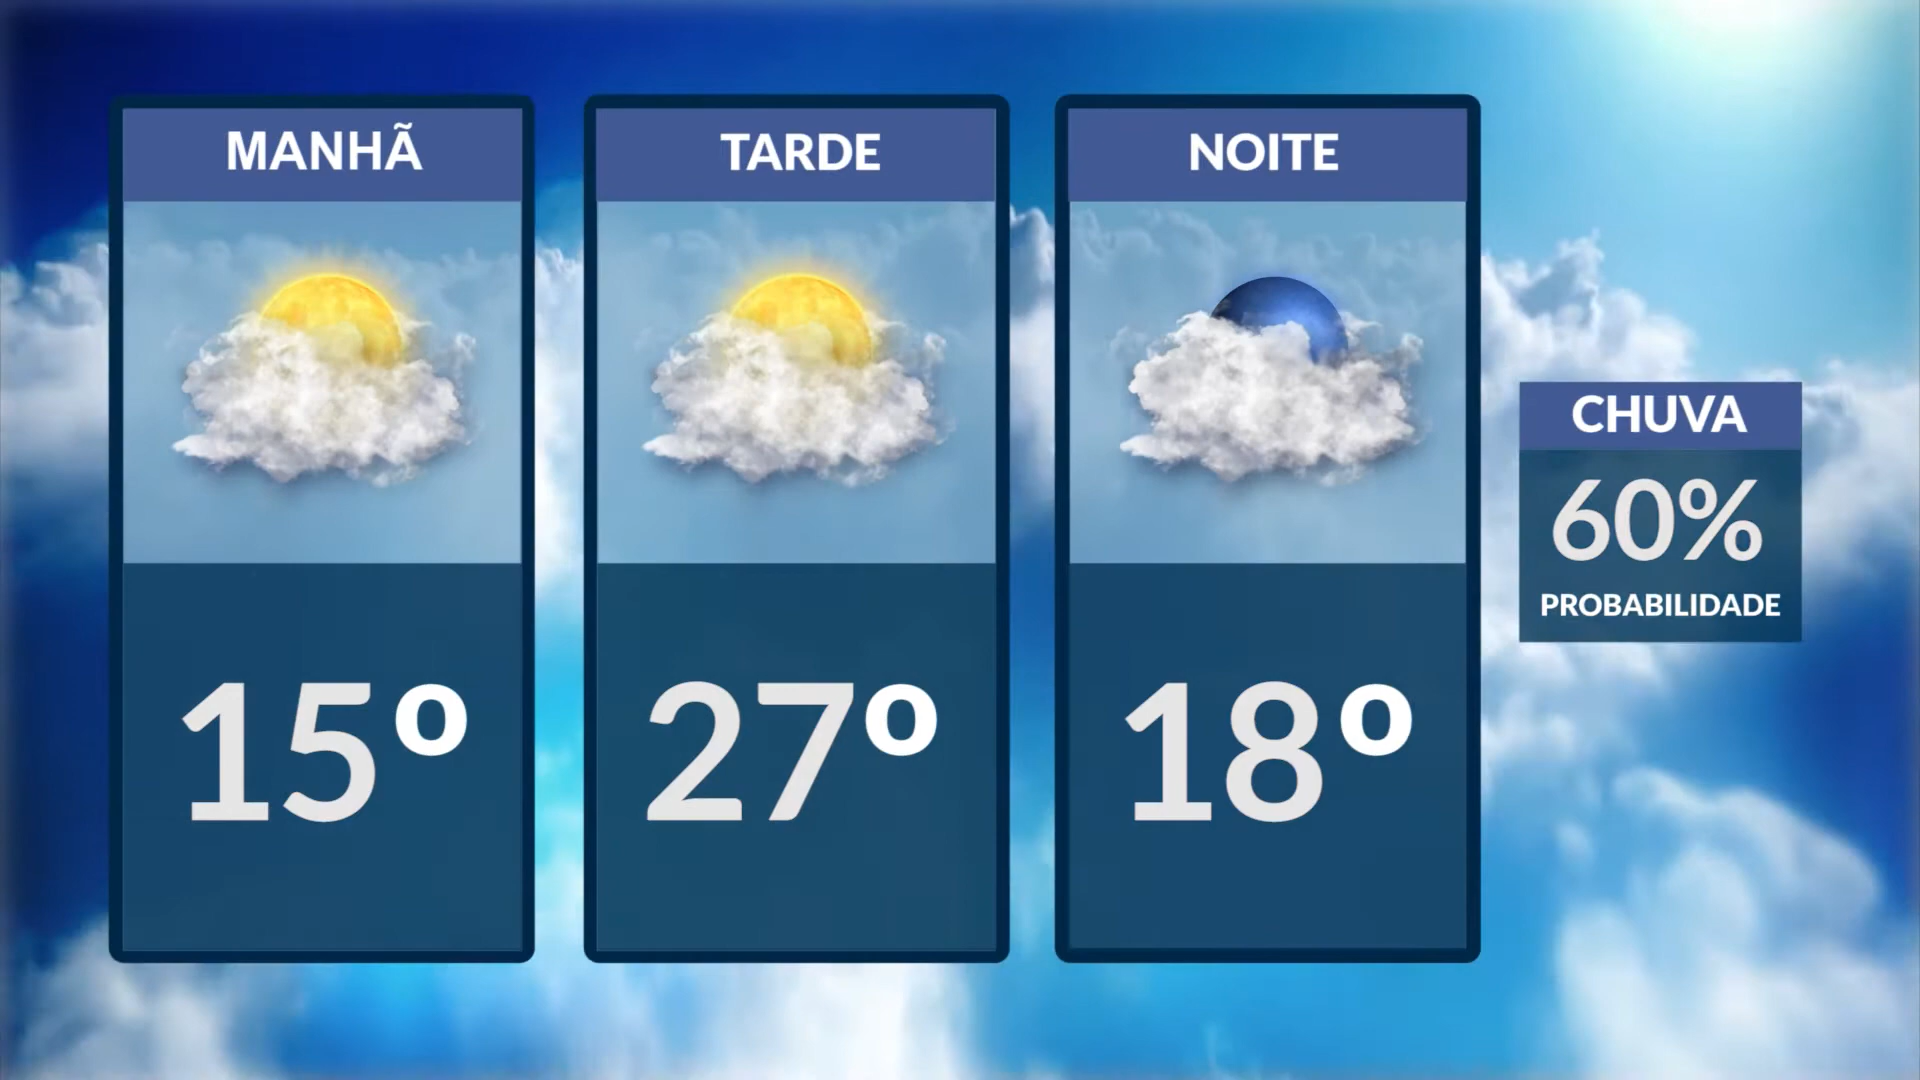 MANHÃ
15º
TARDE
27º
NOITE
18º
CHUVA
60%
PROBABILIDADE